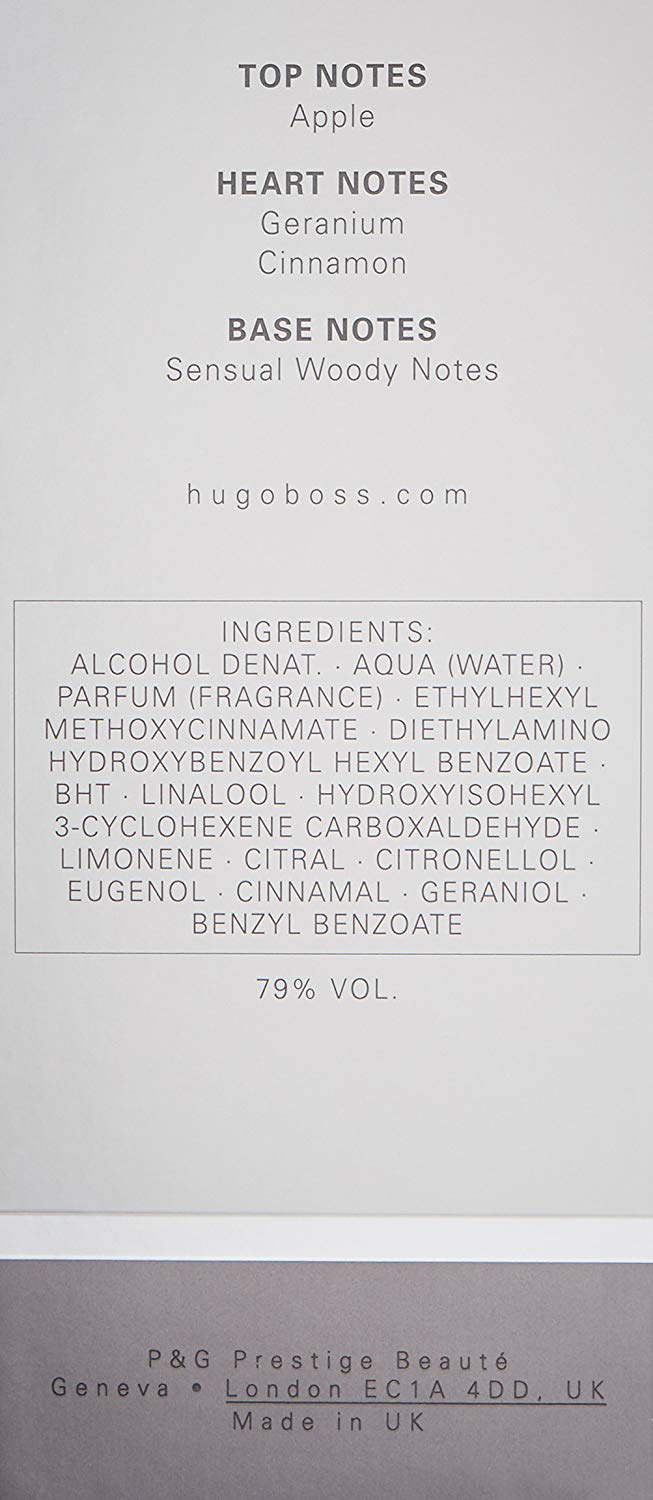 TOP NOTES
Apple
HEART NOTES
Geranium
Cinnamon
BASE NOTES
Sensual Woody Notes
hugoboss.com
INGREDIENTS:
ALCOHOL DENAT. · AQUA (WATER) ·
PARFUM (FRAGRANCE) · ETHYLHEXYL
METHOXYCINNAMATE · DIETHYLAMINO
HYDROXYBENZOYL HEXYL BENZOATE ·
BHT · LINALOOL · HYDROXYISOHEXYL
3-CYCLOHEXENE CARBOXALDEHYDE ·
LIMONENE · CITRAL · CITRONELLOL ·
EUGENOL · CINNAMAL · GERANIOL ·
BENZYL BENZOATE
79% VOL.
P&G Prestige Beauté
Geneva • London EC1A 4DD, UK
Made in UK